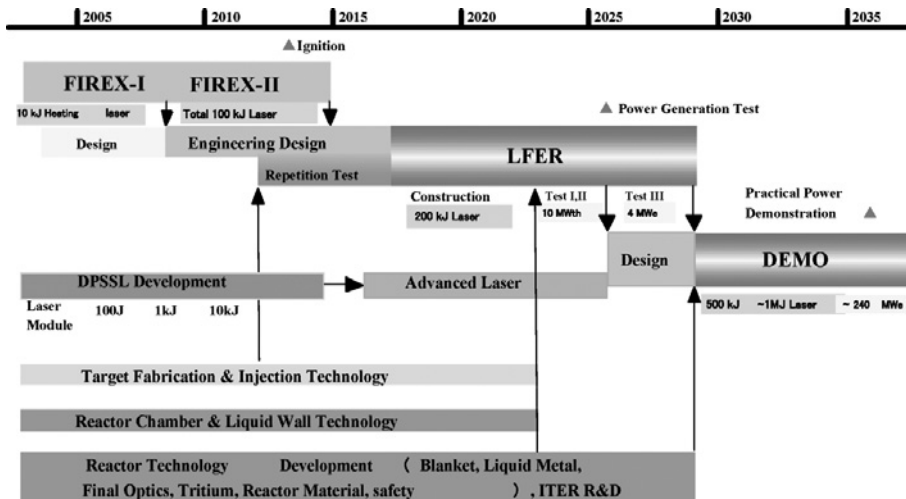 2005 2010 2015 2020 2025 2030 2035
Ignition
FIREX-I FIREX-II
10 kJ Heating laser Total 100 kJ Laser
Power Generation Test
Design Engineering Design
LFER
Repetition Test
Construction Test I,II Test III
200 kJ Laser 10 MWth 4 MWe
Practical Power
Demonstration
Design DEMO
DPSSL Development Advanced Laser
Laser
Module 100J 1kJ 10kJ
500 kJ ~1MJ Laser ~ 240 MWe
Target Fabrication & Injection Technology
Reactor Chamber & Liquid Wall Technology
Reactor Technology Development ( Blanket, Liquid Metal,
Final Optics, Tritium, Reactor Material, safety ) , ITER R&D